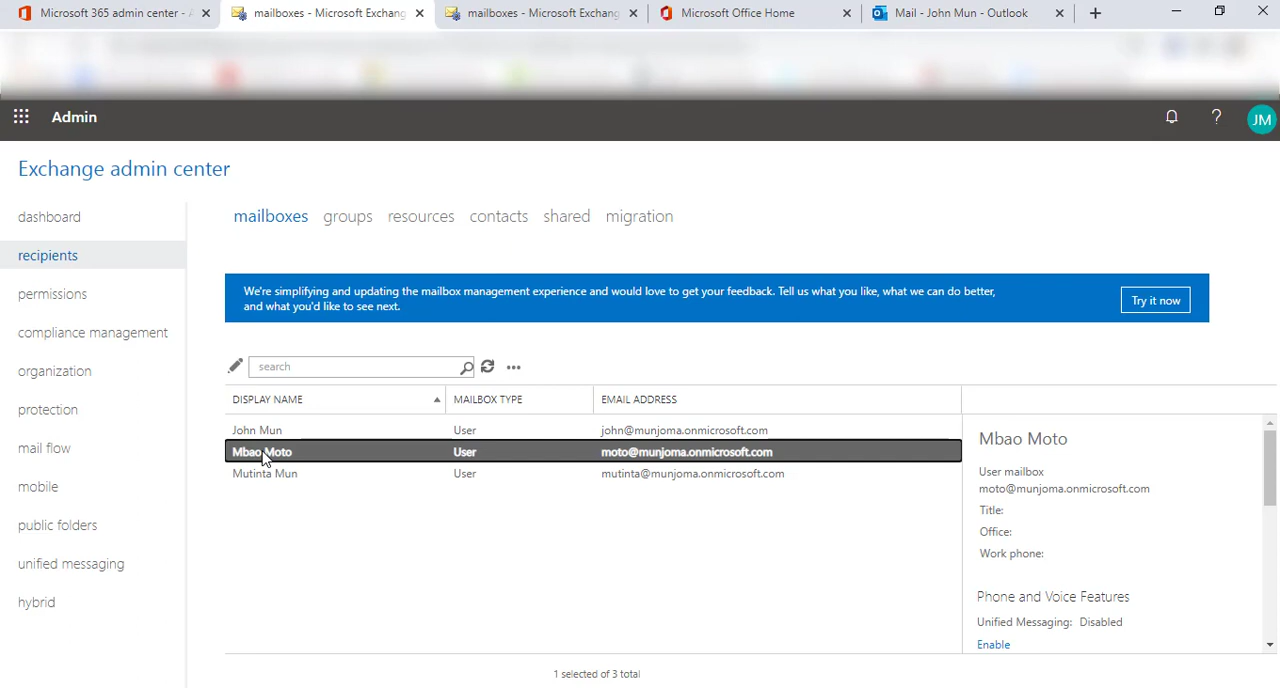 Microsoft 365 admin center - A
mailboxes - Microsoft Exchang
mailboxes - Microsoft Exchang
Microsoft Office Home
Mail - John Mun - Outlook
Admin
JM
Exchange admin center
dashboard
recipients
permissions
compliance management
organization
protection
mail flow
mobile
public folders
unified messaging
hybrid
mailboxes groups resources contacts shared migration
We're simplifying and updating the mailbox management experience and would love to get your feedback. Tell us what you like, what we can do better,
and what you'd like to see next.
Try it now
search
DISPLAY NAME MAILBOX TYPE EMAIL ADDRESS
John Mun User john@munjoma.onmicrosoft.com
Mbao Moto User moto@munjoma.onmicrosoft.com
Mutinta Mun User mutinta@munjoma.onmicrosoft.com
Mbao Moto
User mailbox
moto@munjoma.onmicrosoft.com
Title:
Office:
Work phone:
Phone and Voice Features
Unified Messaging: Disabled
Enable
1 selected of 3 total